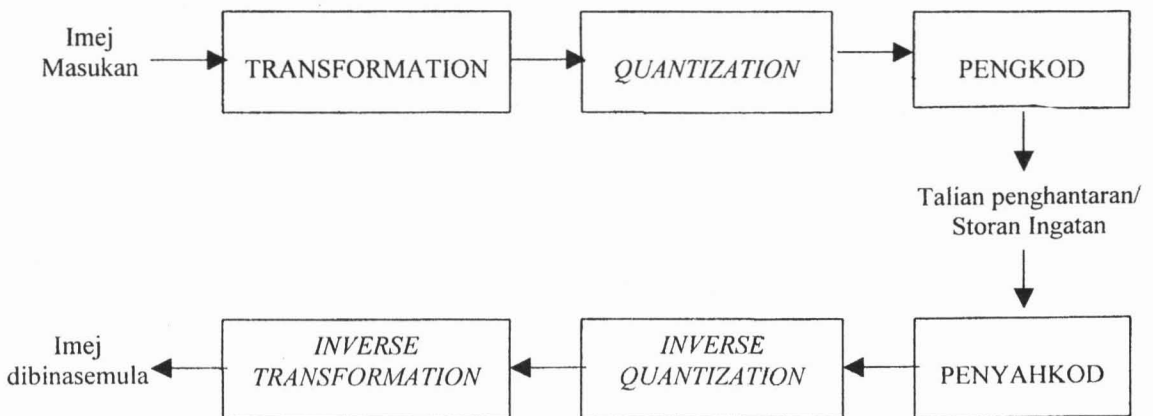 Imej
Masukan
TRANSFORMATION
QUANTIZATION
PENGKOD
Talian penghantaran/
Storan Ingatan
Imej
dibinasemula
INVERSE
TRANSFORMATION
INVERSE
QUANTIZATION
PENYAHKOD